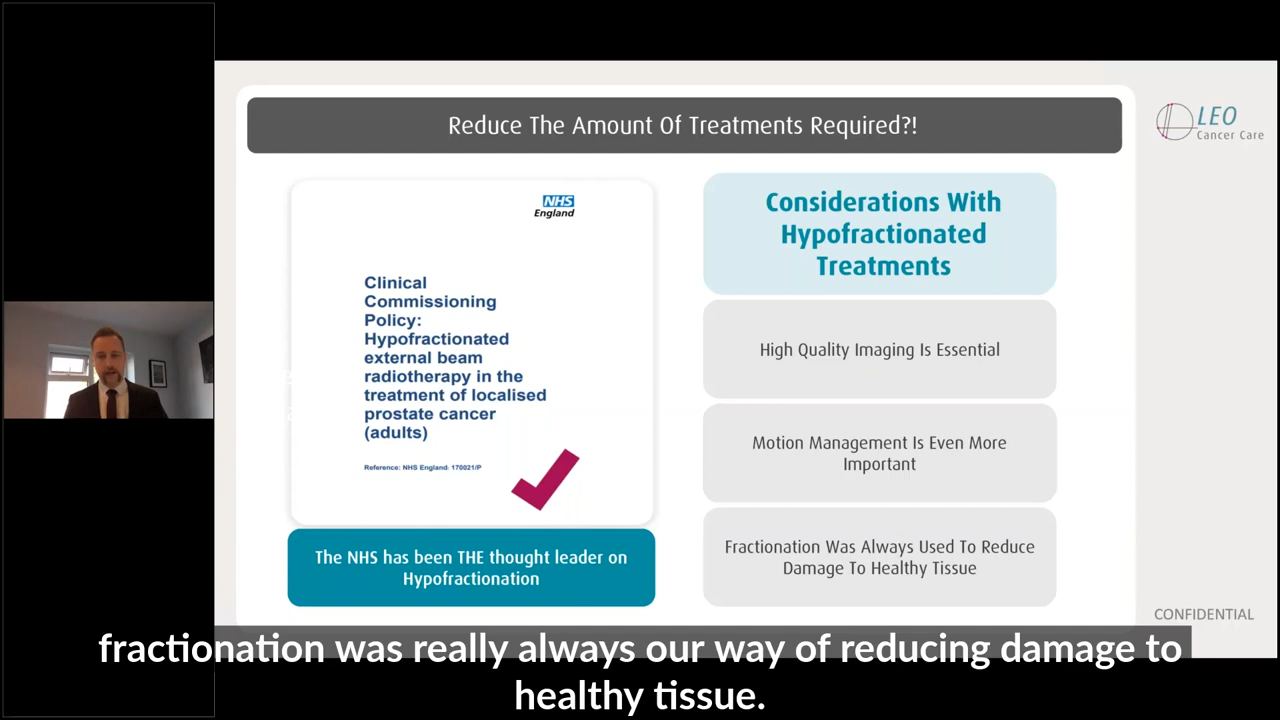 Reduce The Amount Of Treatments Required?!
LEO
Cancer Care
NHS
England
Clinical
Commissioning
Policy:
Hypofractionated
external beam
radiotherapy in the
treatment of localised
prostate cancer
(adults)
Reference: NHS England: 170021/P
The NHS has been THE thought leader on
Hypofractionation
Considerations With
Hypofractionated
Treatments
High Quality Imaging Is Essential
Motion Management Is Even More
Important
Fractionation Was Always Used To Reduce
Damage To Healthy Tissue
CONFIDENTIAL
fractionation was really always our way of reducing damage to
healthy tissue.